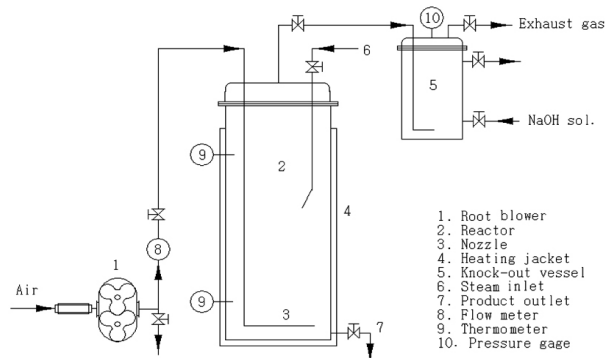 10
Exhaust gas
6
5
9
2
NaOH sol.
4
1
8
Air
9
3
7
1. Root blower
2. Reactor
3. Nozzle
4. Heating jacket
5. Knock-out vessel
6. Steam inlet
7. Product outlet
8. Flow meter
9. Thermometer
10. Pressure gage